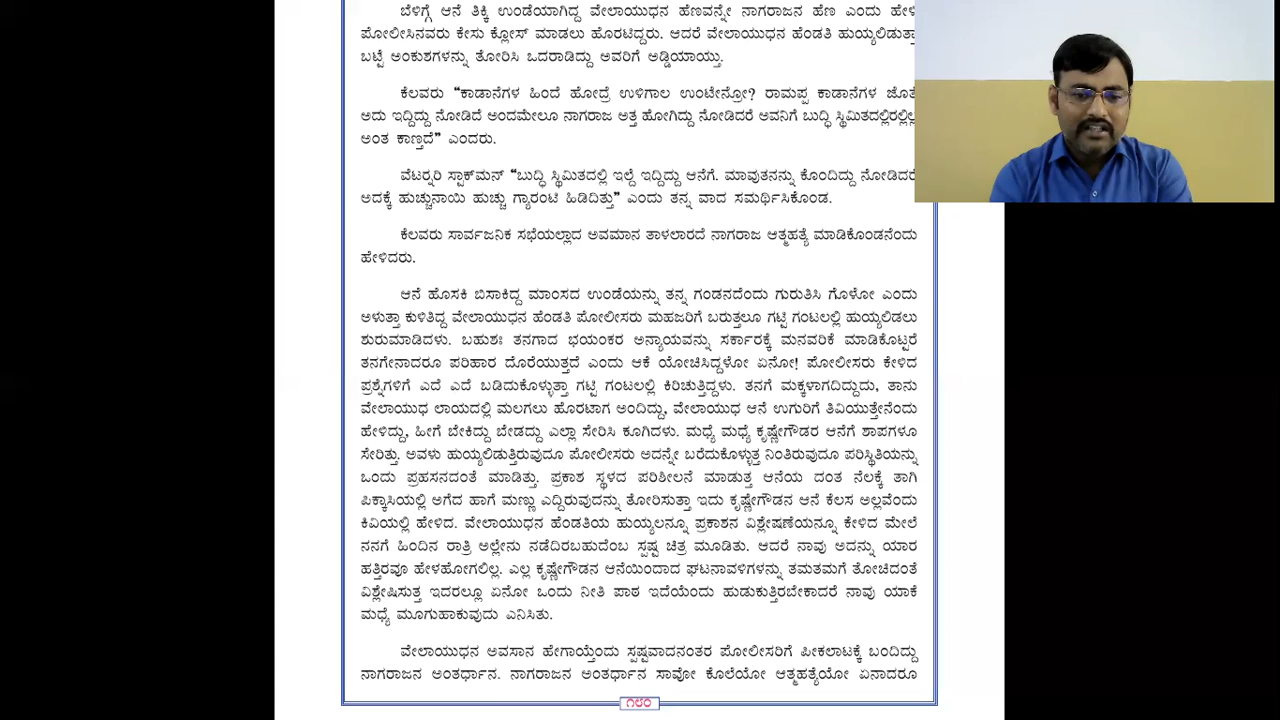 ಬೆಳಿಗ್ಗೆ ಆನೆ ತಿಕ್ಕಿ ಉಂಡೆಯಾಗಿದ್ದ ವೇಲಾಯುಧನ ಹೆಣವನ್ನೇ ನಾಗರಾಜನ ಹೆಣ ಎಂದು ಹೇಳಿ
ಪೋಲೀಸಿನವರು ಕೇಸು ಕ್ಲೋಸ್ ಮಾಡಲು ಹೊರಟಿದ್ದರು. ಆದರೆ ವೇಲಾಯುಧನ ಹೆಂಡತಿ ಹುಯ್ಯಲಿಡುತ್ತಾ
ಬಟ್ಟೆ ಅಂಕುಶಗಳನ್ನು ತೋರಿಸಿ ಒದರಾಡಿದ್ದು ಅವರಿಗೆ ಅಡ್ಡಿಯಾಯ್ತು.
ಕೆಲವರು “ಕಾಡಾನೆಗಳ ಹಿಂದೆ ಹೋದ್ರೆ ಉಳಿಗಾಲ ಉಂಟೇನ್ರೋ? ರಾಮಪ್ಪ ಕಾಡಾನೆಗಳ ಜೊತೆ
ಅದು ಇದ್ದಿದ್ದು ನೋಡಿದೆ ಅಂದಮೇಲೂ ನಾಗರಾಜ ಅತ್ತ ಹೋಗಿದ್ದು ನೋಡಿದರೆ ಅವನಿಗೆ ಬುದ್ಧಿ ಸ್ಥಿಮಿತದಲ್ಲಿರಲ್ಲಿಲ್ಲ
ಅಂತ ಕಾಣ್ತದೆ” ಎಂದರು.
ವೆಟರ‍್ನರಿ ಸ್ಟಾಕ್‌ಮನ್ “ಬುದ್ಧಿ ಸ್ಥಿಮಿತದಲ್ಲಿ ಇಲ್ದೆ ಇದ್ದಿದ್ದು ಆನೆಗೆ. ಮಾವುತನನ್ನು ಕೊಂದಿದ್ದು ನೋಡಿದರೆ
ಅದಕ್ಕೆ ಹುಚ್ಚುನಾಯಿ ಹುಚ್ಚು ಗ್ಯಾರಂಟಿ ಹಿಡಿದಿತ್ತು” ಎಂದು ತನ್ನ ವಾದ ಸಮರ್ಥಿಸಿಕೊಂಡ.
ಕೆಲವರು ಸಾರ್ವಜನಿಕ ಸಭೆಯಲ್ಲಾದ ಅವಮಾನ ತಾಳಲಾರದೆ ನಾಗರಾಜ ಆತ್ಮಹತ್ಯೆ ಮಾಡಿಕೊಂಡನೆಂದು
ಹೇಳಿದರು.
ಆನೆ ಹೊಸಕಿ ಬಿಸಾಕಿದ್ದ ಮಾಂಸದ ಉಂಡೆಯನ್ನು ತನ್ನ ಗಂಡನದೆಂದು ಗುರುತಿಸಿ ಗೊಳೋ ಎಂದು
ಅಳುತ್ತಾ ಕುಳಿತಿದ್ದ ವೇಲಾಯುಧನ ಹೆಂಡತಿ ಪೋಲೀಸರು ಮಹಜರಿಗೆ ಬರುತ್ತಲೂ ಗಟ್ಟಿ ಗಂಟಲಲ್ಲಿ ಹುಯ್ಯಲಿಡಲು
ಶುರುಮಾಡಿದಳು. ಬಹುಶಃ ತನಗಾದ ಭಯಂಕರ ಅನ್ಯಾಯವನ್ನು ಸರ್ಕಾರಕ್ಕೆ ಮನವರಿಕೆ ಮಾಡಿಕೊಟ್ಟರೆ
ತನಗೇನಾದರೂ ಪರಿಹಾರ ದೊರೆಯುತ್ತದೆ ಎಂದು ಆಕೆ ಯೋಚಿಸಿದ್ದಳೋ ಏನೋ! ಪೋಲೀಸರು ಕೇಳಿದ
ಪ್ರಶ್ನೆಗಳಿಗೆ ಎದೆ ಎದೆ ಬಡಿದುಕೊಳ್ಳುತ್ತಾ ಗಟ್ಟಿ ಗಂಟಲಲ್ಲಿ ಕಿರಿಚುತ್ತಿದ್ದಳು. ತನಗೆ ಮಕ್ಕಳಾಗದಿದ್ದುದು, ತಾನು
ವೇಲಾಯುಧ ಲಾಯದಲ್ಲಿ ಮಲಗಲು ಹೊರಟಾಗ ಅಂದಿದ್ದು, ವೇಲಾಯುಧ ಆನೆ ಉಗುರಿಗೆ ತಿವಿಯುತ್ತೇನೆಂದು
ಹೇಳಿದ್ದು, ಹೀಗೆ ಬೇಕಿದ್ದು ಬೇಡದ್ದು ಎಲ್ಲಾ ಸೇರಿಸಿ ಕೂಗಿದಳು. ಮಧ್ಯೆ ಮಧ್ಯೆ ಕೃಷ್ಣೇಗೌಡರ ಆನೆಗೆ ಶಾಪಗಳೂ
ಸೇರಿತ್ತು. ಅವಳು ಹುಯ್ಯಲಿಡುತ್ತಿರುವುದೂ ಪೋಲೀಸರು ಅದನ್ನೇ ಬರೆದುಕೊಳ್ಳುತ್ತ ನಿಂತಿರುವುದೂ ಪರಿಸ್ಥಿತಿಯನ್ನು
ಒಂದು ಪ್ರಹಸನದಂತೆ ಮಾಡಿತ್ತು. ಪ್ರಕಾಶ ಸ್ಥಳದ ಪರಿಶೀಲನೆ ಮಾಡುತ್ತ ಆನೆಯ ದಂತ ನೆಲಕ್ಕೆ ತಾಗಿ
ಪಿಕ್ಕಾಸಿಯಲ್ಲಿ ಅಗೆದ ಹಾಗೆ ಮಣ್ಣು ಎದ್ದಿರುವುದನ್ನು ತೋರಿಸುತ್ತಾ ಇದು ಕೃಷ್ಣೇಗೌಡನ ಆನೆ ಕೆಲಸ ಅಲ್ಲವೆಂದು
ಕಿವಿಯಲ್ಲಿ ಹೇಳಿದ. ವೇಲಾಯುಧನ ಹೆಂಡತಿಯ ಹುಯ್ಯಲನ್ನೂ ಪ್ರಕಾಶನ ವಿಶ್ಲೇಷಣೆಯನ್ನೂ ಕೇಳಿದ ಮೇಲೆ
ನನಗೆ ಹಿಂದಿನ ರಾತ್ರಿ ಅಲ್ಲೇನು ನಡೆದಿರಬಹುದೆಂಬ ಸ್ಪಷ್ಟ ಚಿತ್ರ ಮೂಡಿತು. ಆದರೆ ನಾವು ಅದನ್ನು ಯಾರ
ಹತ್ತಿರವೂ ಹೇಳಹೋಗಲಿಲ್ಲ. ಎಲ್ಲ ಕೃಷ್ಣೇಗೌಡನ ಆನೆಯಿಂದಾದ ಘಟನಾವಳಿಗಳನ್ನು ತಮತಮಗೆ ತೋಚಿದಂತೆ
ವಿಶ್ಲೇಷಿಸುತ್ತ ಇದರಲ್ಲೂ ಏನೋ ಒಂದು ನೀತಿ ಪಾಠ ಇದೆಯೆಂದು ಹುಡುಕುತ್ತಿರಬೇಕಾದರೆ ನಾವು ಯಾಕೆ
ಮಧ್ಯೆ ಮೂಗುಹಾಕುವುದು ಎನಿಸಿತು.
ವೇಲಾಯುಧನ ಅವಸಾನ ಹೇಗಾಯ್ತೆಂದು ಸ್ಪಷ್ಟವಾದನಂತರ ಪೋಲೀಸರಿಗೆ ಪೀಕಲಾಟಕ್ಕೆ ಬಂದಿದ್ದು
ನಾಗರಾಜನ ಅಂತರ್ಧಾನ. ನಾಗರಾಜನ ಅಂತರ್ಧಾನ ಸಾವೋ ಕೊಲೆಯೋ ಆತ್ಮಹತ್ಯೆಯೋ ಏನಾದರೂ
೧೮೦